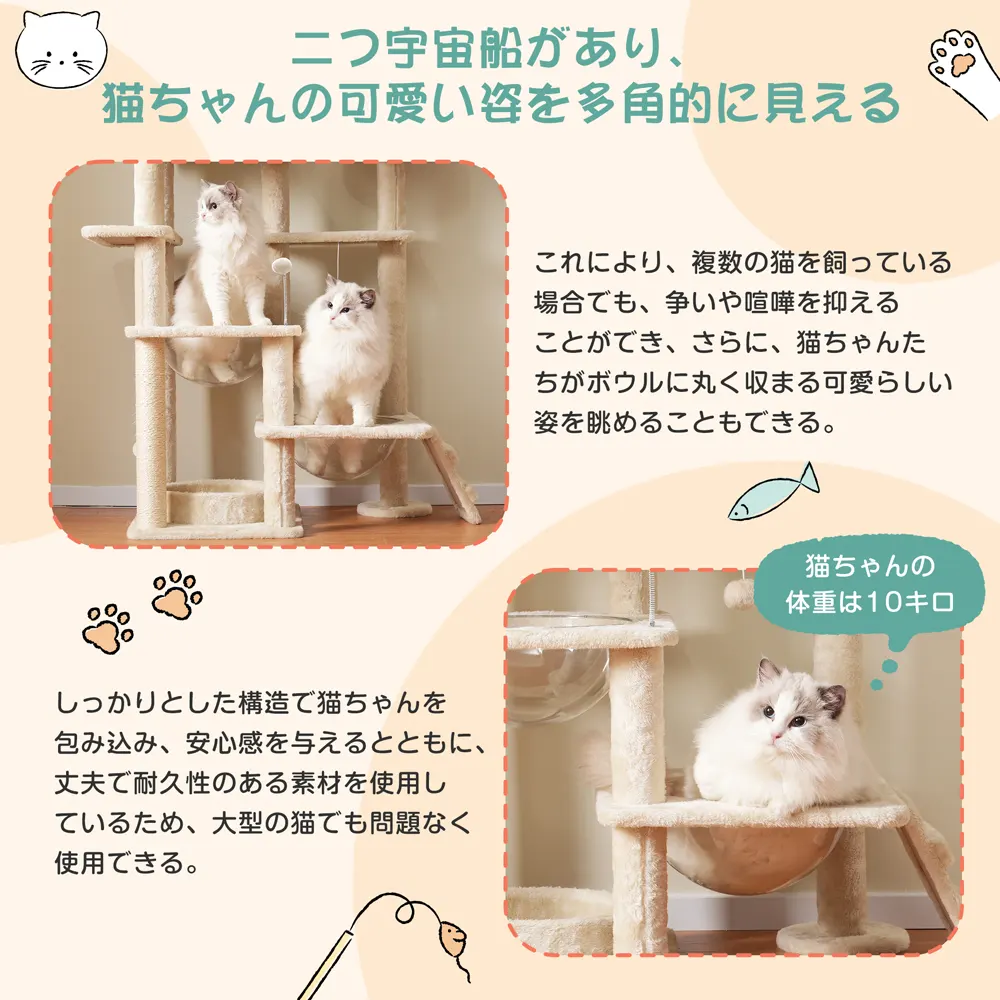 二つ宇宙船があり、
猫ちゃんの可愛い姿を多角的に見える
これにより、複数の猫を飼っている
場合でも、争いや喧嘩を抑える
ことができ、さらに、猫ちゃんた
ちがボウルに丸く収まる可愛らしい
姿を眺めることもできる。
猫ちゃんの
体重は10キロ
しっかりとした構造で猫ちゃんを
包み込み、安心感を与えるとともに、
丈夫で耐久性のある素材を使用し
ているため、大型の猫でも問題なく
使用できる。